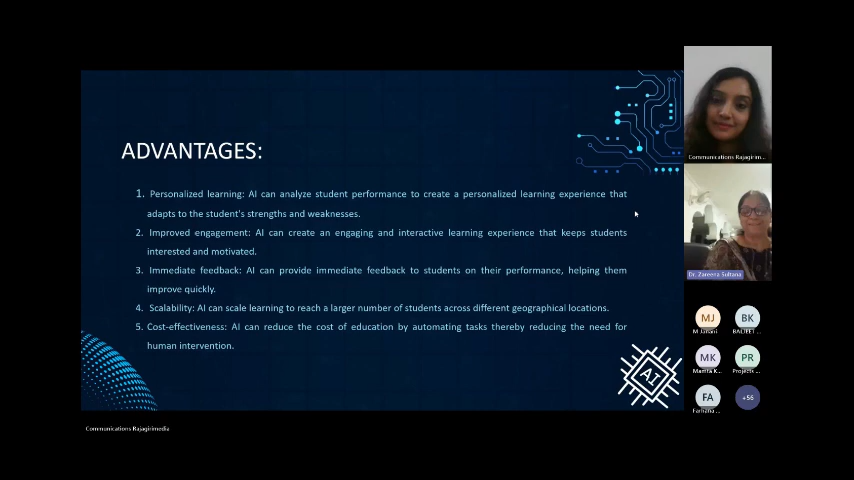 ADVANTAGES:
1. Personalized learning: AI can analyze student performance to create a personalized learning experience that
adapts to the student's strengths and weaknesses.
2. Improved engagement: AI can create an engaging and interactive learning experience that keeps students
interested and motivated.
3. Immediate feedback: AI can provide immediate feedback to students on their performance, helping them
improve quickly.
4. Scalability: AI can scale learning to reach a larger number of students across different geographical locations.
5. Cost-effectiveness: AI can reduce the cost of education by automating tasks thereby reducing the need for
human intervention.
AI
Communications Rajagirimedia
Communications Rajagirim...
Dr. Zareena Sultana
MJ BK
BALJEET ...
MK PR
Mamta K... Projects ...
FA +56
Farhana ...